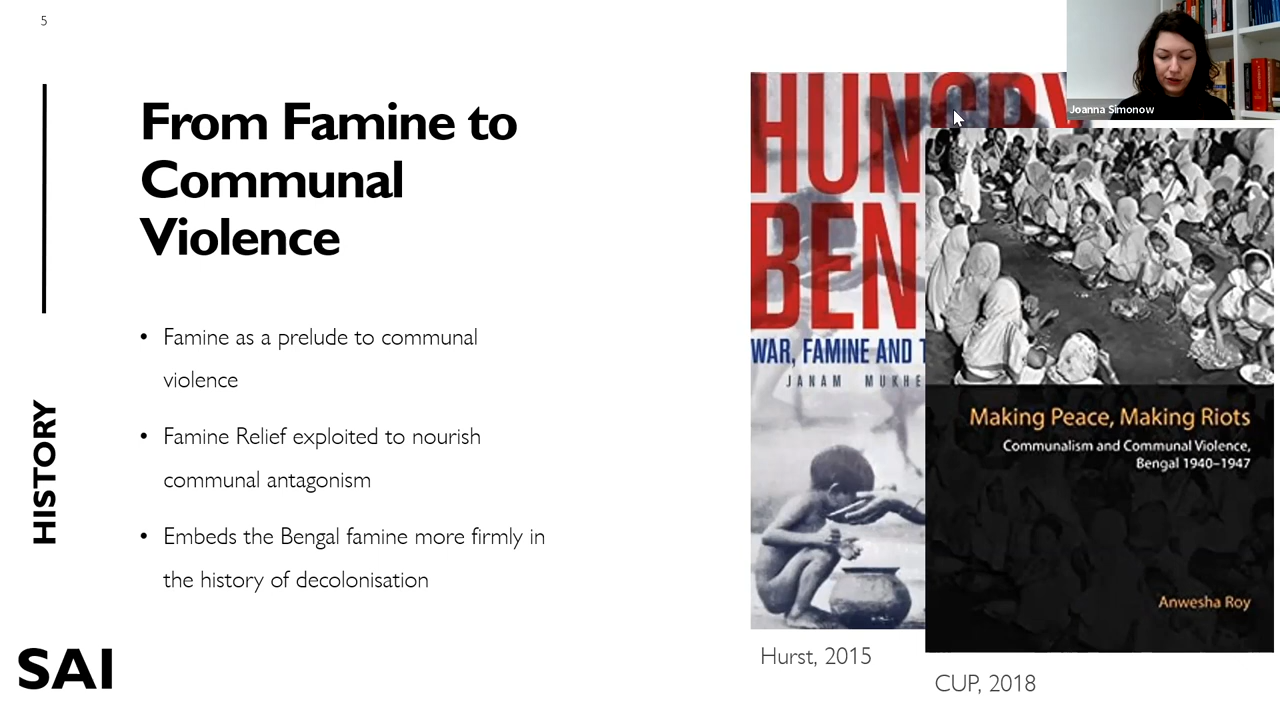 5
Joanna Simonow
From Famine to
Communal
Violence
• Famine as a prelude to communal
violence
• Famine Relief exploited to nourish
communal antagonism
• Embeds the Bengal famine more firmly in
the history of decolonisation
HISTORY
SAI
HUNGRY
BEN
WAR, FAMINE AND T
JANAM MUKHE
Hurst, 2015
Making Peace, Making Riots
Communalism and Communal Violence,
Bengal 1940–1947
Anwesha Roy
CUP, 2018